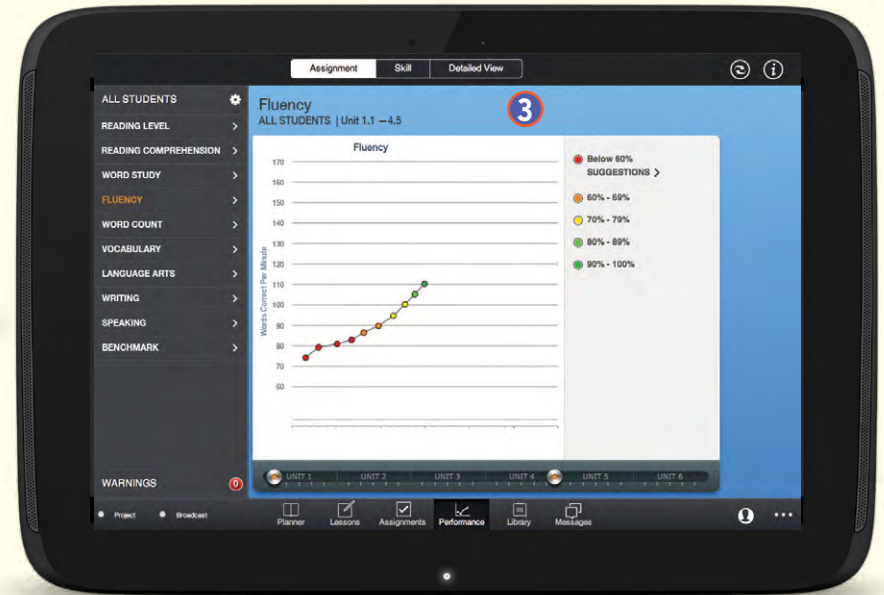 Assignment Skill Detailed View
ALL STUDENTS
READING LEVEL
READING COMPREHENSION
WORD STUDY
FLUENCY
WORD COUNT
VOCABULARY
LANGUAGE ARTS
WRITING
SPEAKING
BENCHMARK
WARNINGS 0
Fluency
ALL STUDENTS | Unit 1.1 – 4.5
3
Fluency
Words Correct Per Minute
170
160
150
140
130
120
110
100
90
80
70
60
Below 60%
SUGGESTIONS >
60% - 69%
70% - 79%
80% - 89%
90% - 100%
UNIT 1 UNIT 2 UNIT 3 UNIT 4 UNIT 5 UNIT 6
Project Broadcast
Planner Lessons Assignments Performance Library Messages